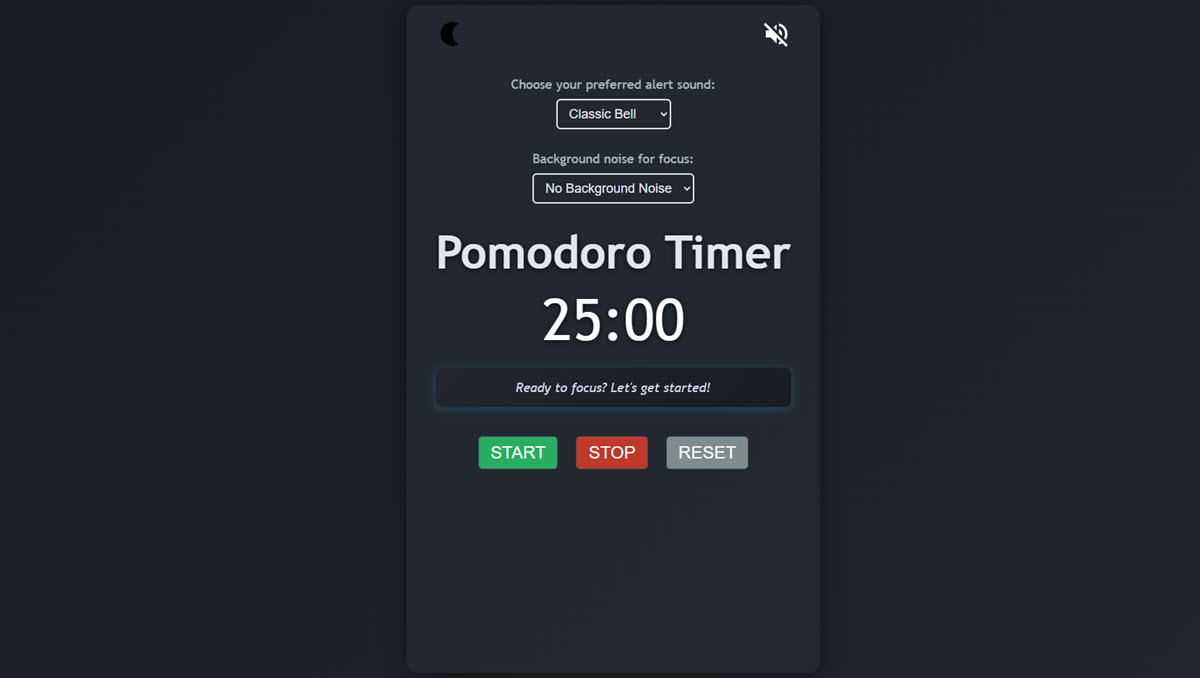 Choose your preferred alert sound:
Classic Bell
Background noise for focus:
No Background Noise
Pomodoro Timer
25:00
Ready to focus? Let's get started!
START STOP RESET